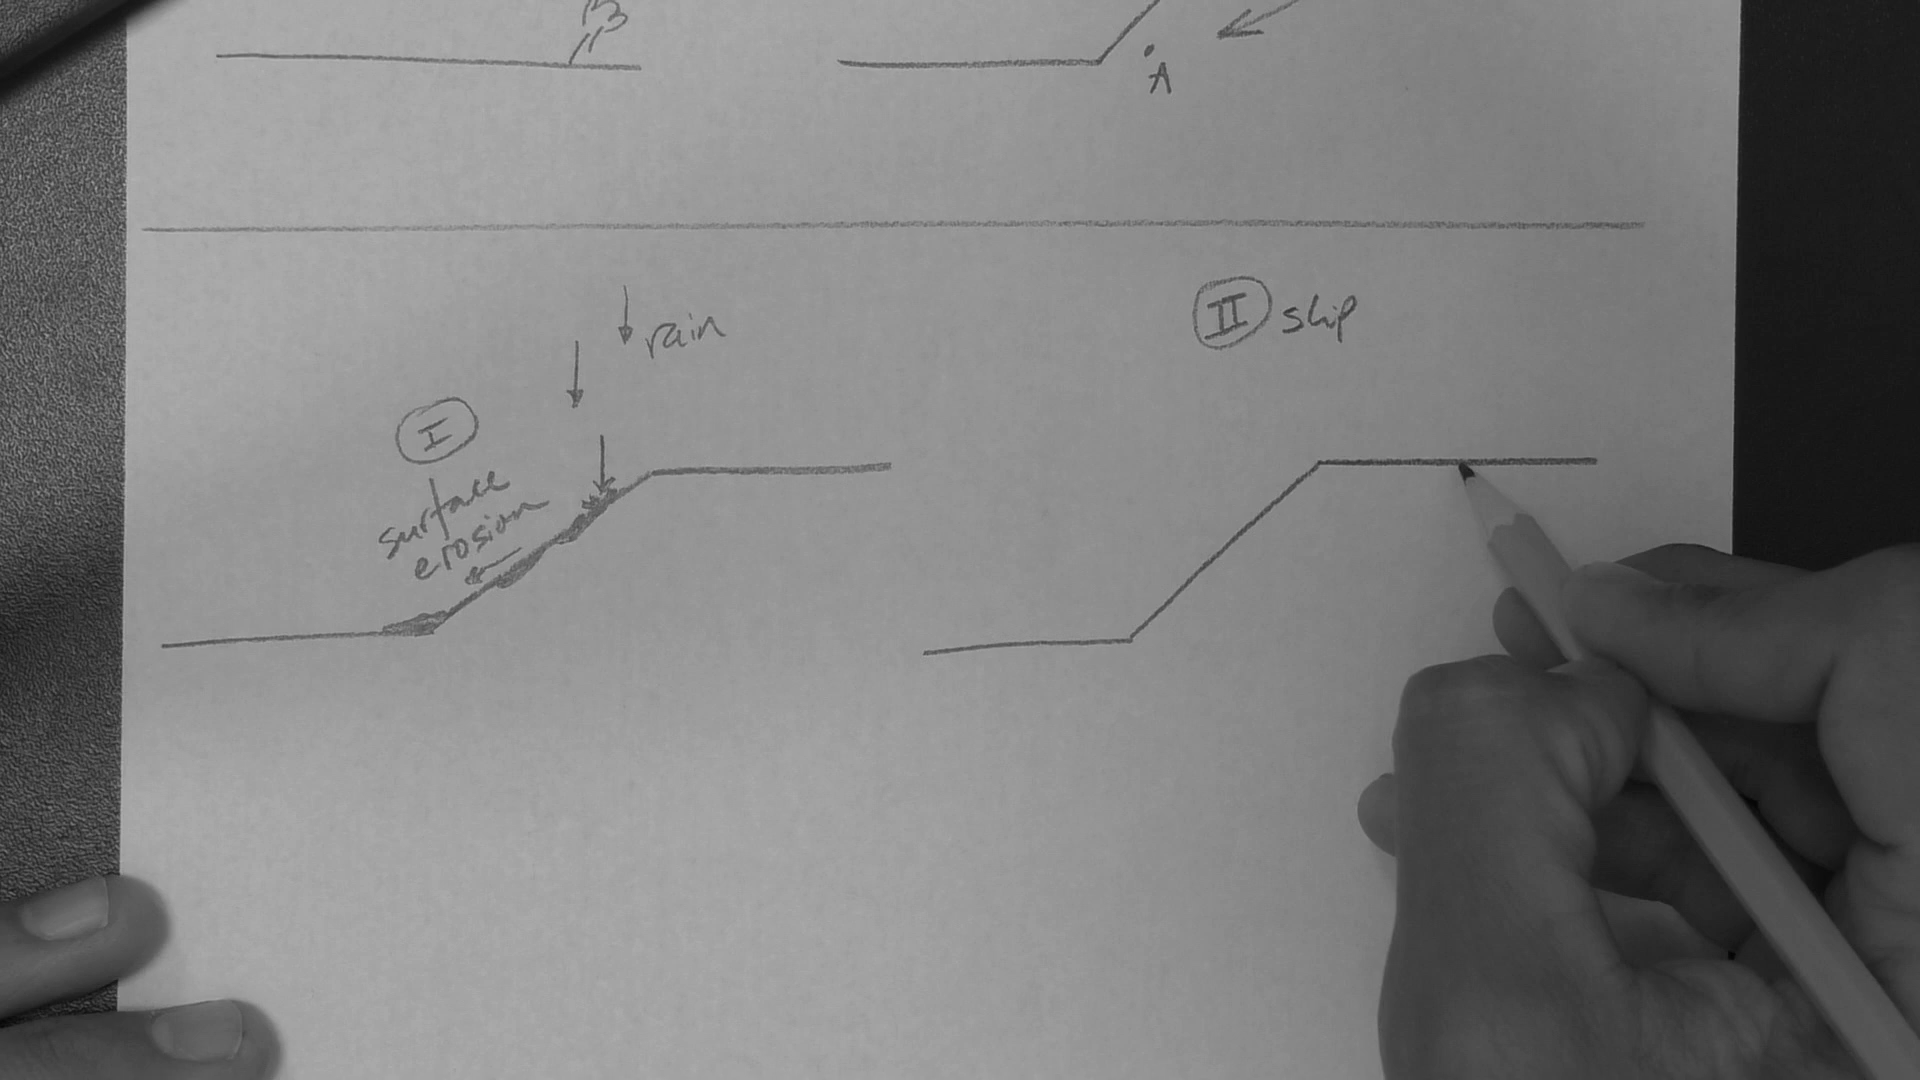 A
rain
II slip
I
surface
erosion